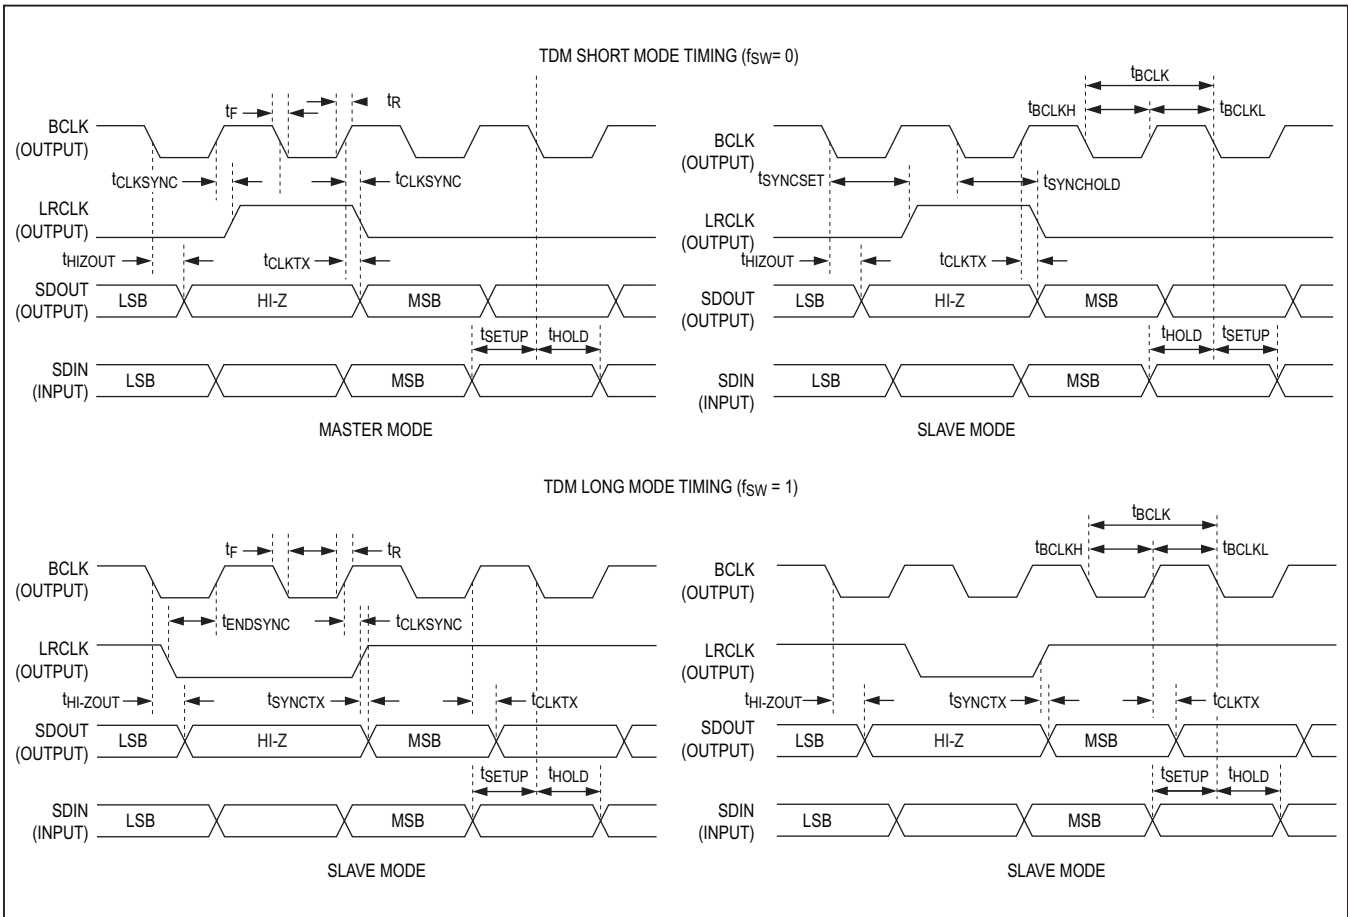 TDM SHORT MODE TIMING (fSW= 0)
tF
tR
BCLK
(OUTPUT)
tCLKSYNC
tCLKSYNC
LRCLK
(OUTPUT)
tHIZOUT
tCLKTX
SDOUT
(OUTPUT)
LSB
HI-Z
MSB
tSETUP
tHOLD
SDIN
(INPUT)
LSB
MSB
MASTER MODE
tBCLK
tBCLKH
tBCLKL
BCLK
(OUTPUT)
tSYNCSET
tSYNCHOLD
LRCLK
(OUTPUT)
tHIZOUT
tCLKTX
SDOUT
(OUTPUT)
LSB
HI-Z
MSB
tHOLD
tSETUP
SDIN
(INPUT)
LSB
MSB
SLAVE MODE
TDM LONG MODE TIMING (fSW = 1)
tF
tR
BCLK
(OUTPUT)
tENDSYNC
tCLKSYNC
LRCLK
(OUTPUT)
tHI-ZOUT
tSYNCTX
tCLKTX
SDOUT
(OUTPUT)
LSB
HI-Z
MSB
tSETUP
tHOLD
SDIN
(INPUT)
LSB
MSB
SLAVE MODE
tBCLK
tBCLKH
tBCLKL
BCLK
(OUTPUT)
LRCLK
(OUTPUT)
tHI-ZOUT
tSYNCTX
tCLKTX
SDOUT
(OUTPUT)
LSB
HI-Z
MSB
tSETUP
tHOLD
SDIN
(INPUT)
LSB
MSB
SLAVE MODE